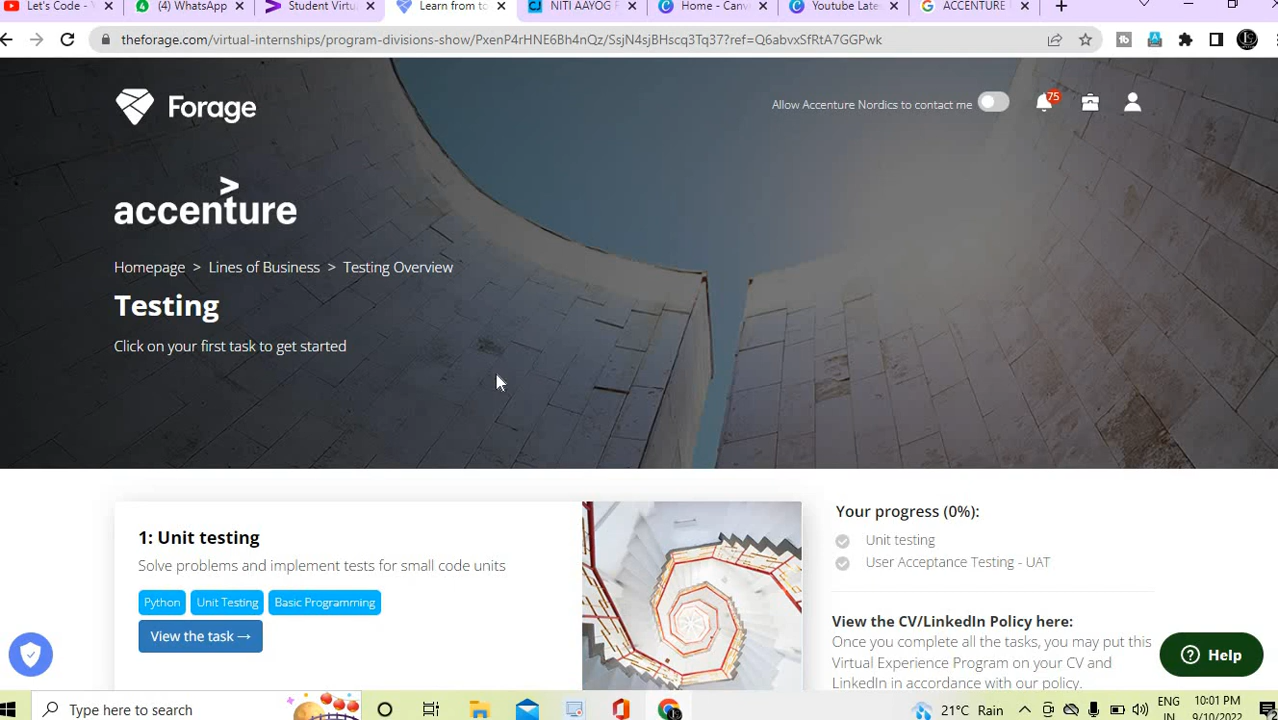 Let's Code -
(4) WhatsApp
Student Virtu
Learn from to
NITI AAYOG F
Home - Canv
Youtube Late
ACCENTURE
theforage.com/virtual-internships/program-divisions-show/PxenP4rHNE6Bh4nQz/SsjN4sjBHscq3Tq37?ref=Q6abvxSfRtA7GGPwk
Forage
Allow Accenture Nordics to contact me
75
accenture
Homepage > Lines of Business > Testing Overview
Testing
Click on your first task to get started
1: Unit testing
Solve problems and implement tests for small code units
Python Unit Testing Basic Programming
View the task →
Your progress (0%):
Unit testing
User Acceptance Testing - UAT
View the CV/LinkedIn Policy here:
Once you complete all the tasks, you may put this
Virtual Experience Program on your CV and
LinkedIn in accordance with our policy.
Help
Type here to search
21°C Rain
ENG
IN
10:01 PM
9/10/2022